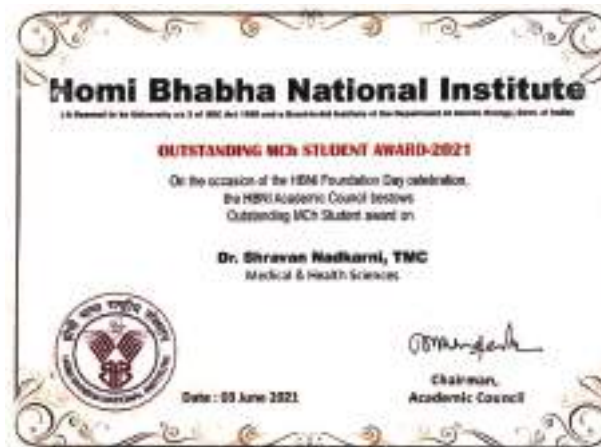 Homi Bhabha National Institute
OUTSTANDING MCh STUDENT AWARD-2021
On the occasion of the HBNI Foundation Day celebration,
the HBNI Academic Council bestows
Outstanding MCh Student award on
Dr. Shravan Nadkarni, TMC
Medical & Health Sciences
Date : 03 June 2021
Chairman,
Academic Council